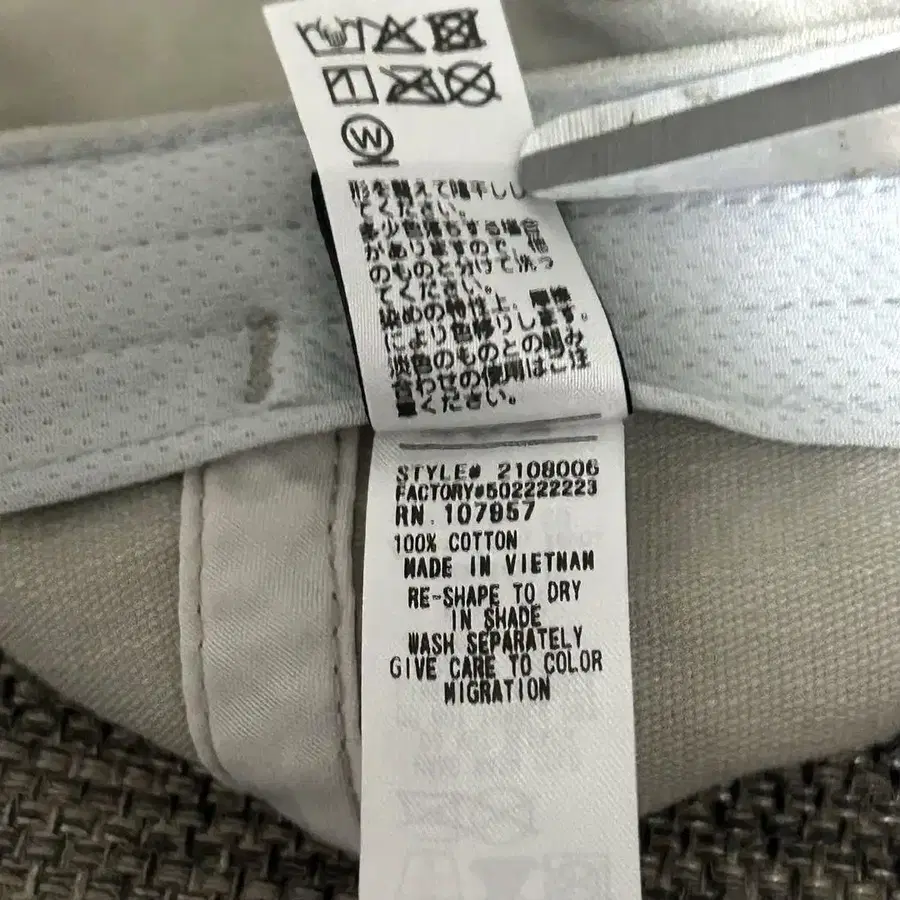 W
形を整えて陰干しし
てください。
多少色落ちする場合
がありますので、他
のものと分けて洗っ
てください。
染めの特性上、摩擦
により色移りします。
淡色のものとの組み
合わせの使用はご注
意ください。
STYLE# 2108006
FACTORY#502222223
RN. 107957
100% COTTON
MADE IN VIETNAM
RE-SHAPE TO DRY
IN SHADE
WASH SEPARATELY
GIVE CARE TO COLOR
MIGRATION